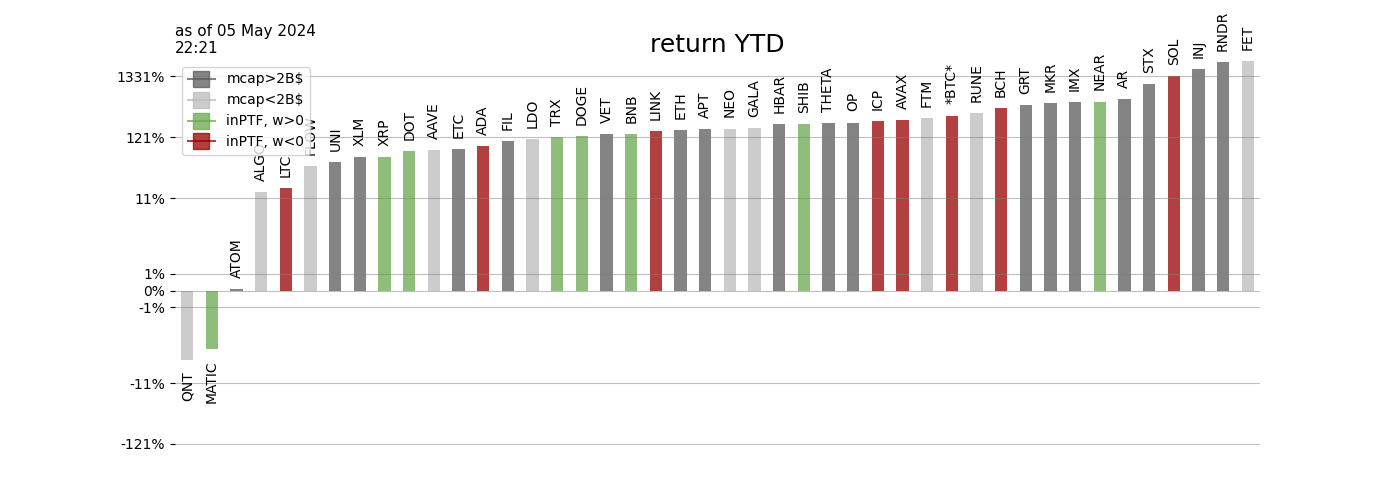 as of 05 May 2024
22:21
return YTD
mcap>2B$
mcap<2B$
inPTF, w>0
inPTF, w<0
1331%
121%
11%
1%
0%
-1%
-11%
-121%
QNT
MATIC
ATOM
ALGO
LTC
FLOW
UNI
XLM
XRP
DOT
AAVE
ETC
ADA
FIL
LDO
TRX
DOGE
VET
BNB
LINK
ETH
APT
NEO
GALA
HBAR
SHIB
THETA
OP
ICP
AVAX
FTM
*BTC*
RUNE
BCH
GRT
MKR
IMX
NEAR
AR
STX
SOL
INJ
RNDR
FET